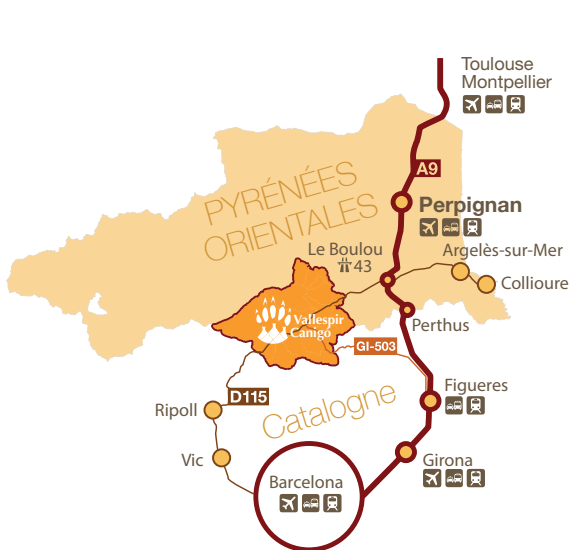 Toulouse
Montpellier
A9
PYRÉNÉES
ORIENTALES
Perpignan
Le Boulou
43
Argelès-sur-Mer
Collioure
Vallespir
Canigó
Perthus
GI-503
D115
Figueres
Ripoll
Catalogne
Vic
Girona
Barcelona